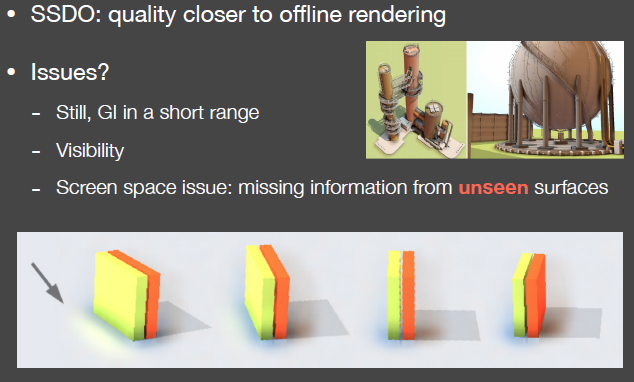 • SSDO: quality closer to offline rendering
• Issues?
- Still, GI in a short range
- Visibility
- Screen space issue: missing information from unseen surfaces